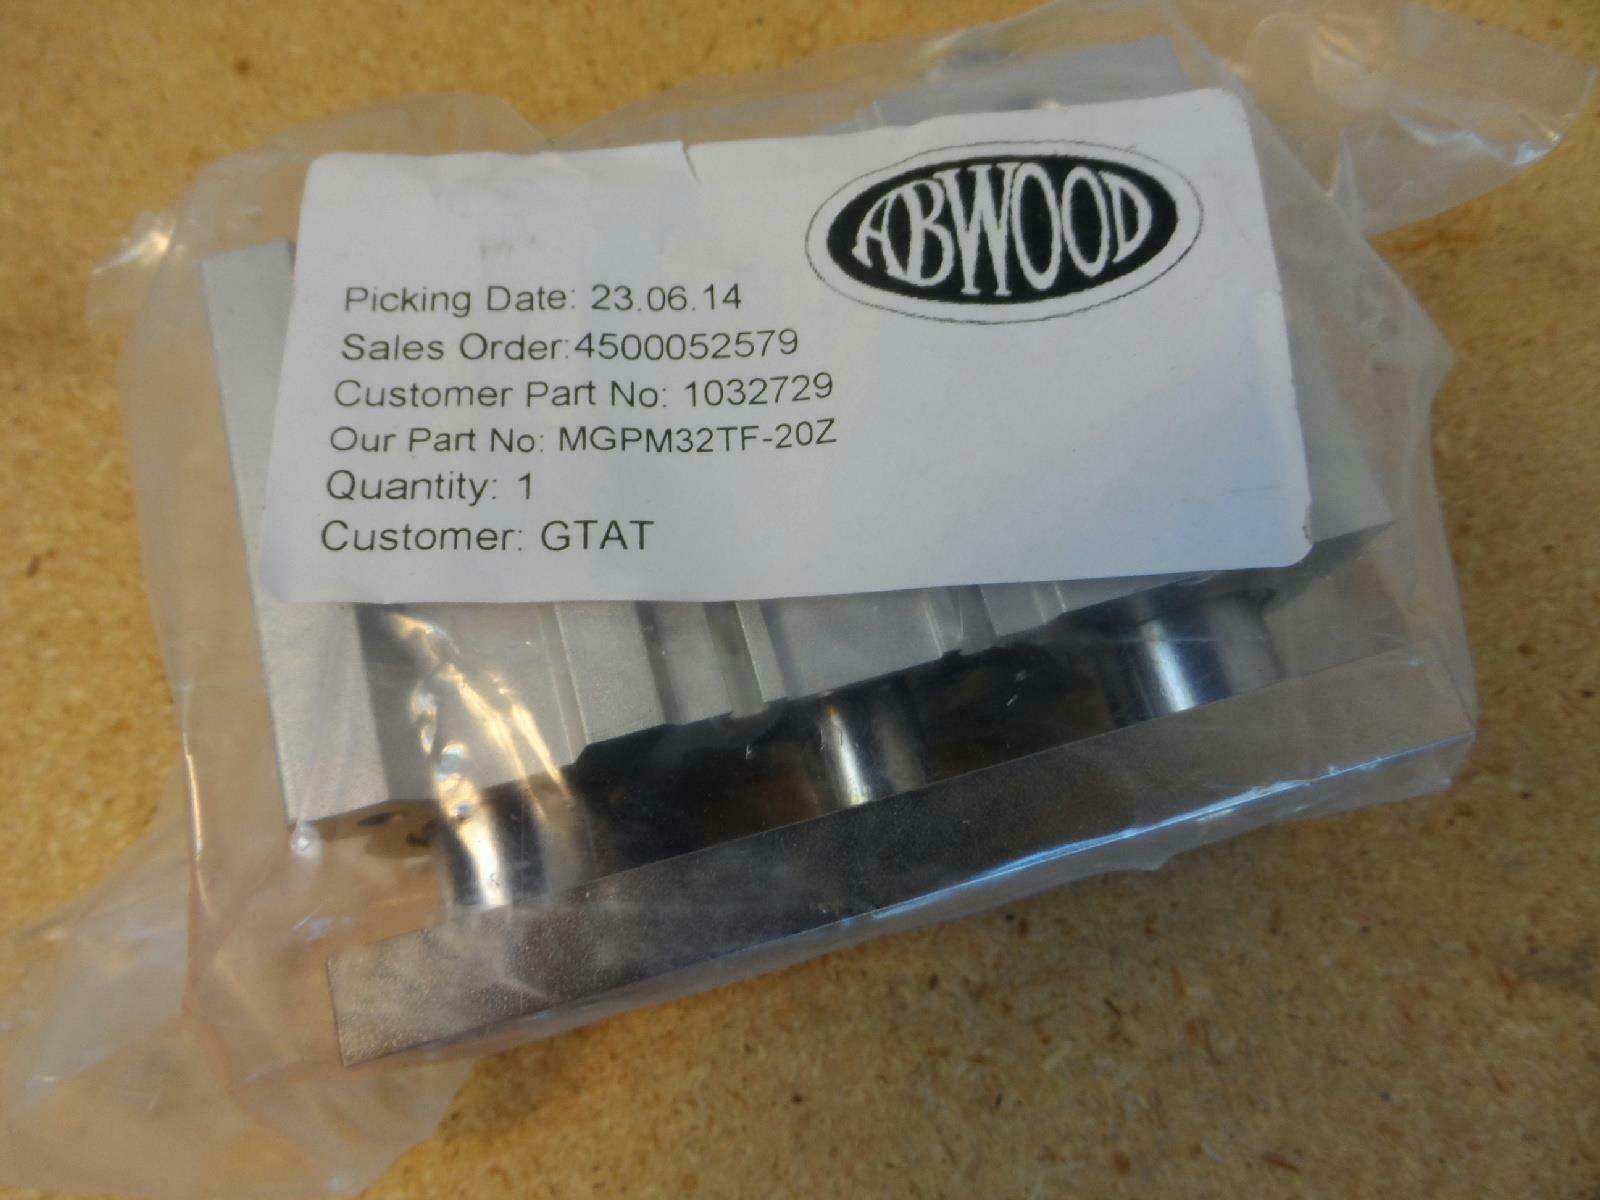 ABWOOD
Picking Date: 23.06.14
Sales Order:4500052579
Customer Part No: 1032729
Our Part No: MGPM32TF-20Z
Quantity: 1
Customer: GTAT